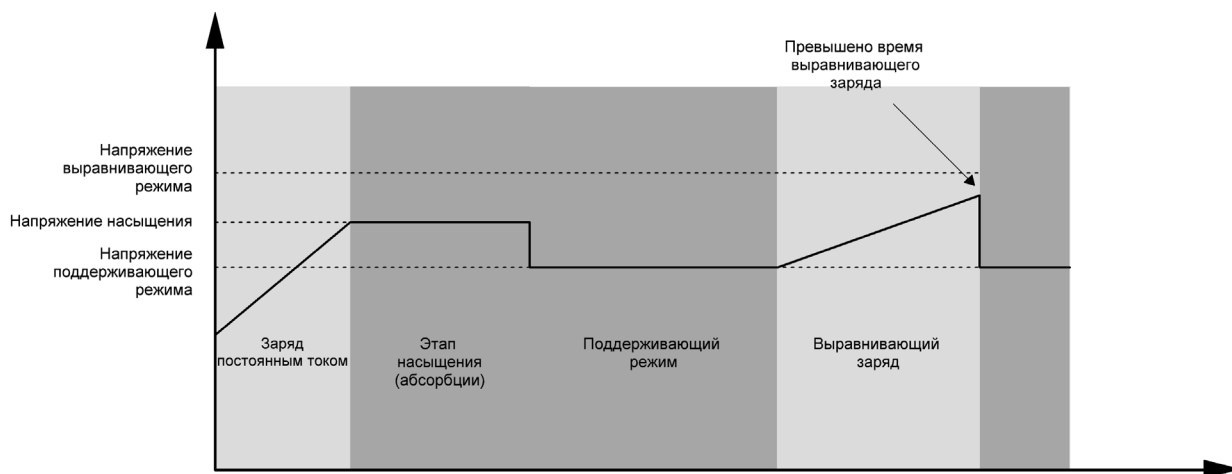 Превышено время
выравнивающего
заряда
Напряжение
выравнивающего
режима
Напряжение насыщения
Напряжение
поддерживающего
режима
Заряд
постоянным током
Этап
насыщения
(абсорбции)
Поддерживающий
режим
Выравнивающий
заряд